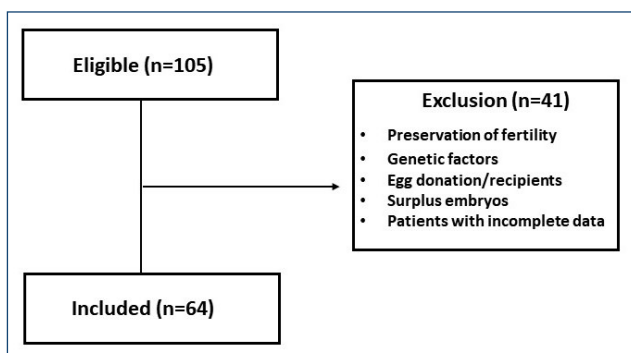 Eligible (n=105)
Exclusion (n=41)
• Preservation of fertility
• Genetic factors
• Egg donation/recipients
• Surplus embryos
• Patients with incomplete data
Included (n=64)